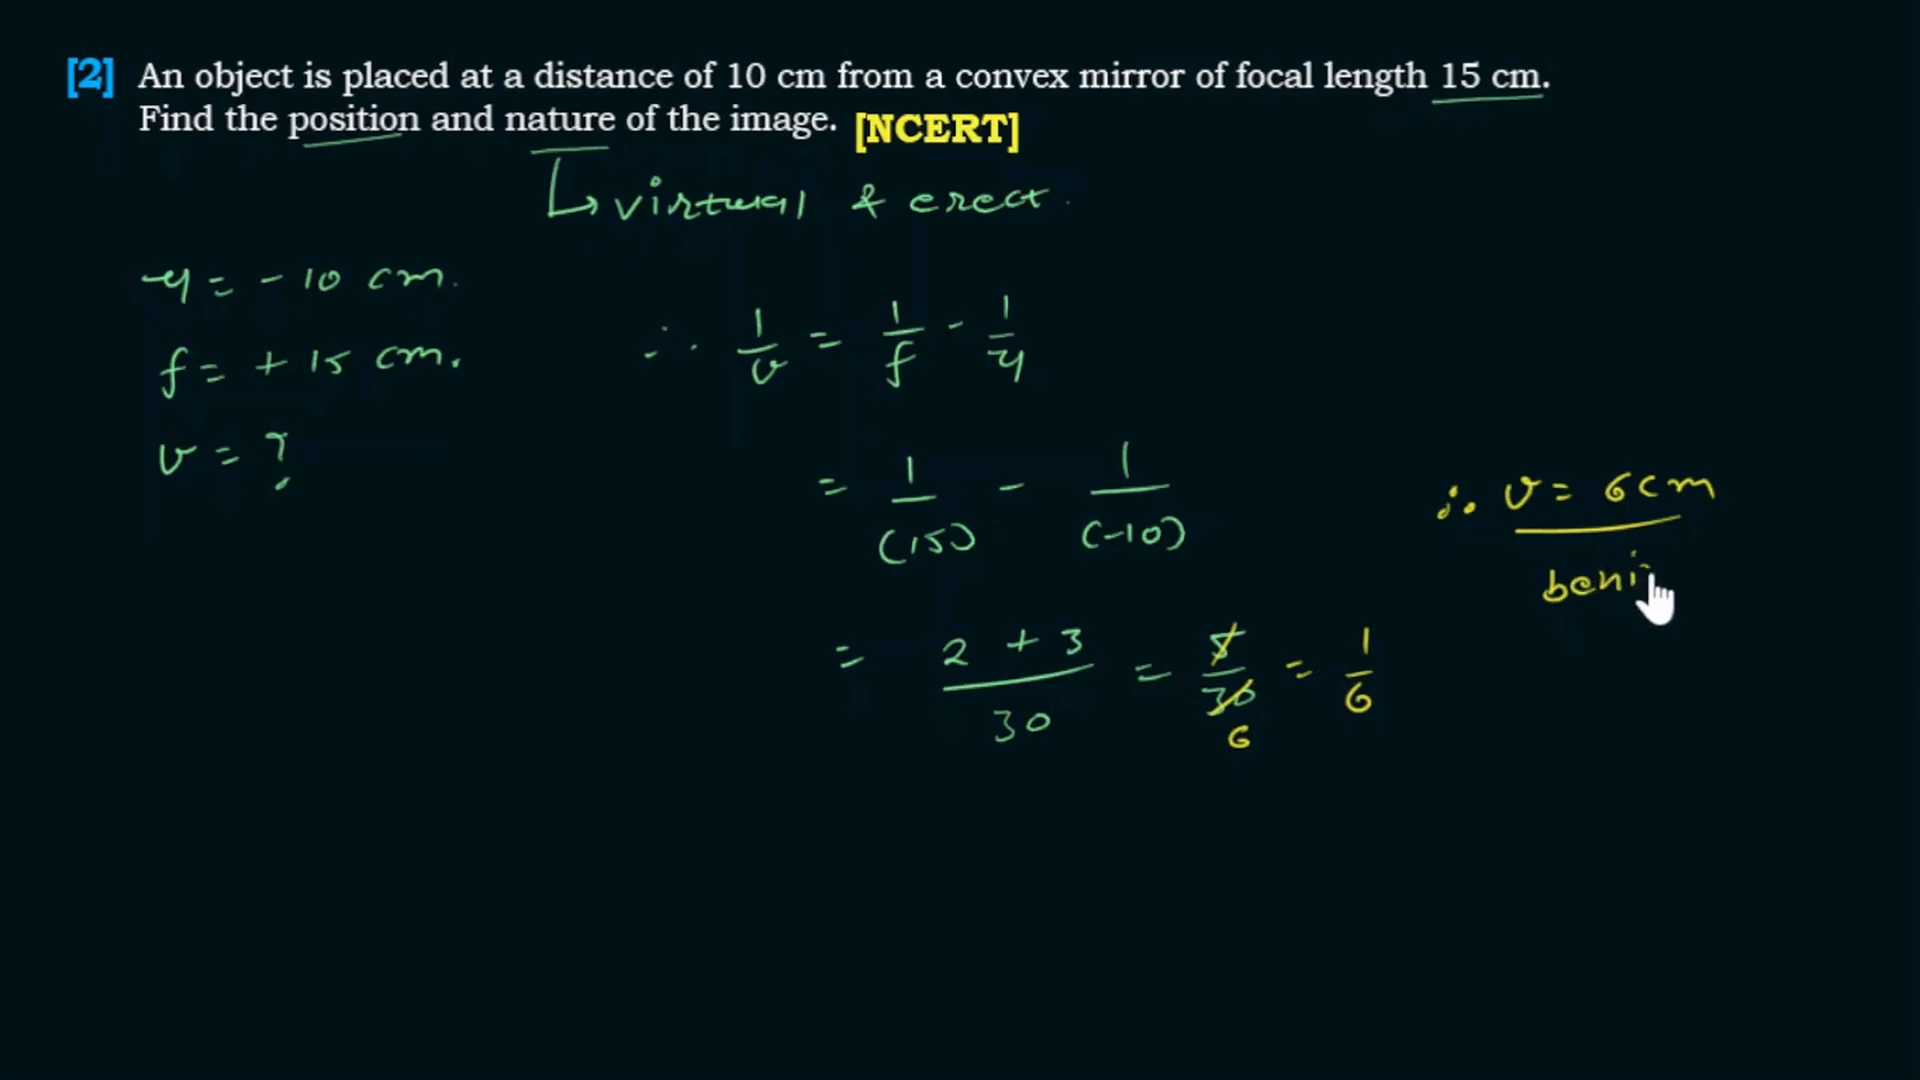 [2] An object is placed at a distance of 10 cm from a convex mirror of focal length 15 cm.
Find the position and nature of the image. [NCERT]
↳ virtual & erect.
u = - 10 cm.
f = + 15 cm.
v = ?
∴ 1/v = 1/f - 1/u
= 1/(15) - 1/(-10)
= (2 + 3)/30 = 5/30 = 1/6
6
∴ v = 6cm
beni